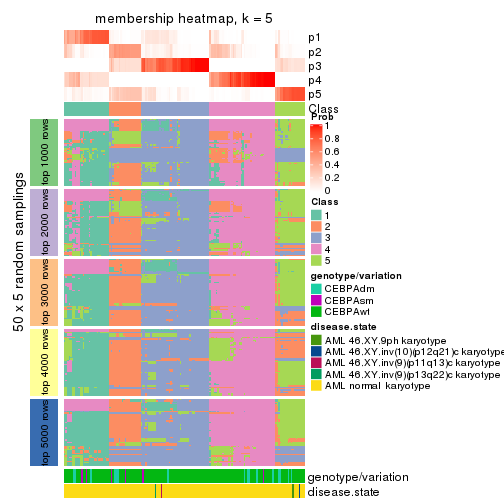 membership heatmap, k = 5
p1
p2
p3
p4
p5
Class
Prob
1
0.8
0.6
0.4
0.2
0
Class
1
2
3
4
5
genotype/variation
CEBPAdm
CEBPAsm
CEBPAwt
disease.state
AML 46.XY.9ph karyotype
AML 46.XY.inv(10)(p12q21)c karyotype
AML 46.XY.inv(9)(p11q13)c karyotype
AML 46.XY.inv(9)(p13q22)c karyotype
AML normal karyotype
50 x 5 random samplings
top 1000 rows
top 2000 rows
top 3000 rows
top 4000 rows
top 5000 rows
genotype/variation
disease.state